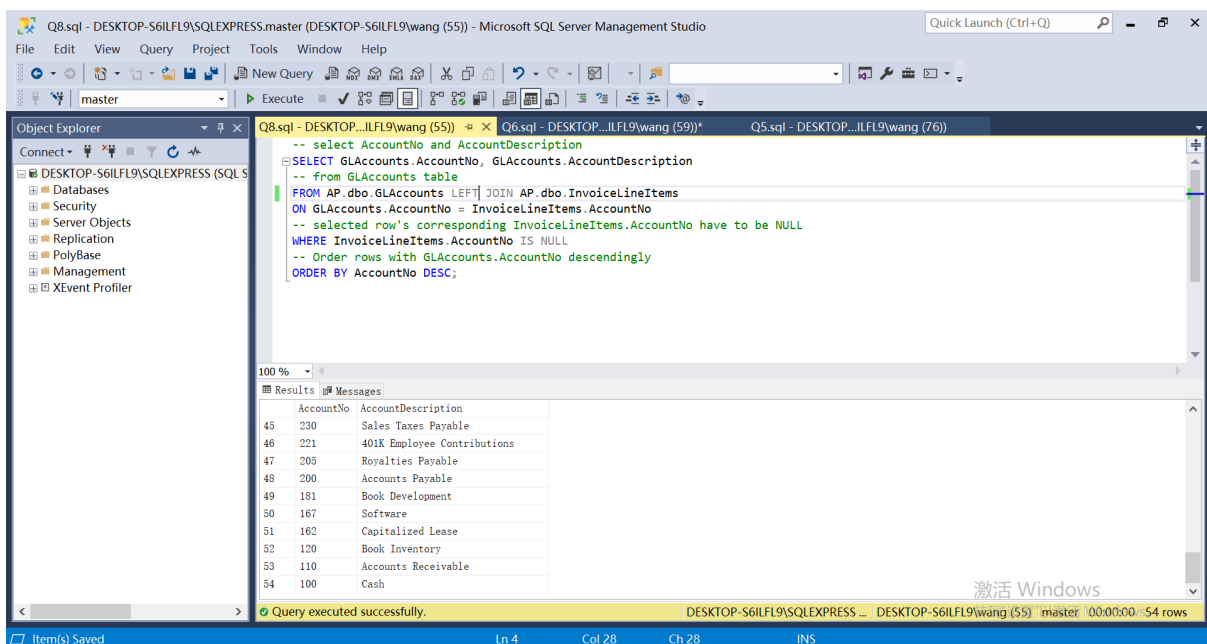 Q8.sql - DESKTOP-S6ILFL9\SQLEXPRESS.master (DESKTOP-S6ILFL9\wang (55)) - Microsoft SQL Server Management Studio
Quick Launch (Ctrl+Q)
File Edit View Query Project Tools Window Help
New Query
master
Execute
Object Explorer
Connect
DESKTOP-S6ILFL9\SQLEXPRESS (SQL S
Databases
Security
Server Objects
Replication
PolyBase
Management
XEvent Profiler
Q8.sql - DESKTOP...ILFL9\wang (55)) Q6.sql - DESKTOP...ILFL9\wang (59))* Q5.sql - DESKTOP...ILFL9\wang (76))
-- select AccountNo and AccountDescription
SELECT GLAccounts.AccountNo, GLAccounts.AccountDescription
-- from GLAccounts table
FROM AP.dbo.GLAccounts LEFT JOIN AP.dbo.InvoiceLineItems
ON GLAccounts.AccountNo = InvoiceLineItems.AccountNo
-- selected row's corresponding InvoiceLineItems.AccountNo have to be NULL
WHERE InvoiceLineItems.AccountNo IS NULL
-- Order rows with GLAccounts.AccountNo descendingly
ORDER BY AccountNo DESC;
100 %
Results Messages
AccountNo AccountDescription
45 230 Sales Taxes Payable
46 221 401K Employee Contributions
47 205 Royalties Payable
48 200 Accounts Payable
49 181 Book Development
50 167 Software
51 162 Capitalized Lease
52 120 Book Inventory
53 110 Accounts Receivable
54 100 Cash
激活 Windows
Query executed successfully.
DESKTOP-S6ILFL9\SQLEXPRESS ... DESKTOP-S6ILFL9\wang (55) master 00:00:00 54 rows
Item(s) Saved Ln 4 Col 28 Ch 28 INS